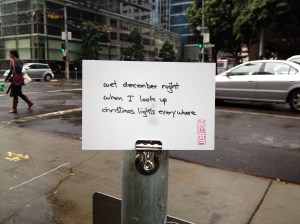 wet december night
when I look up
christmas lights everywhere